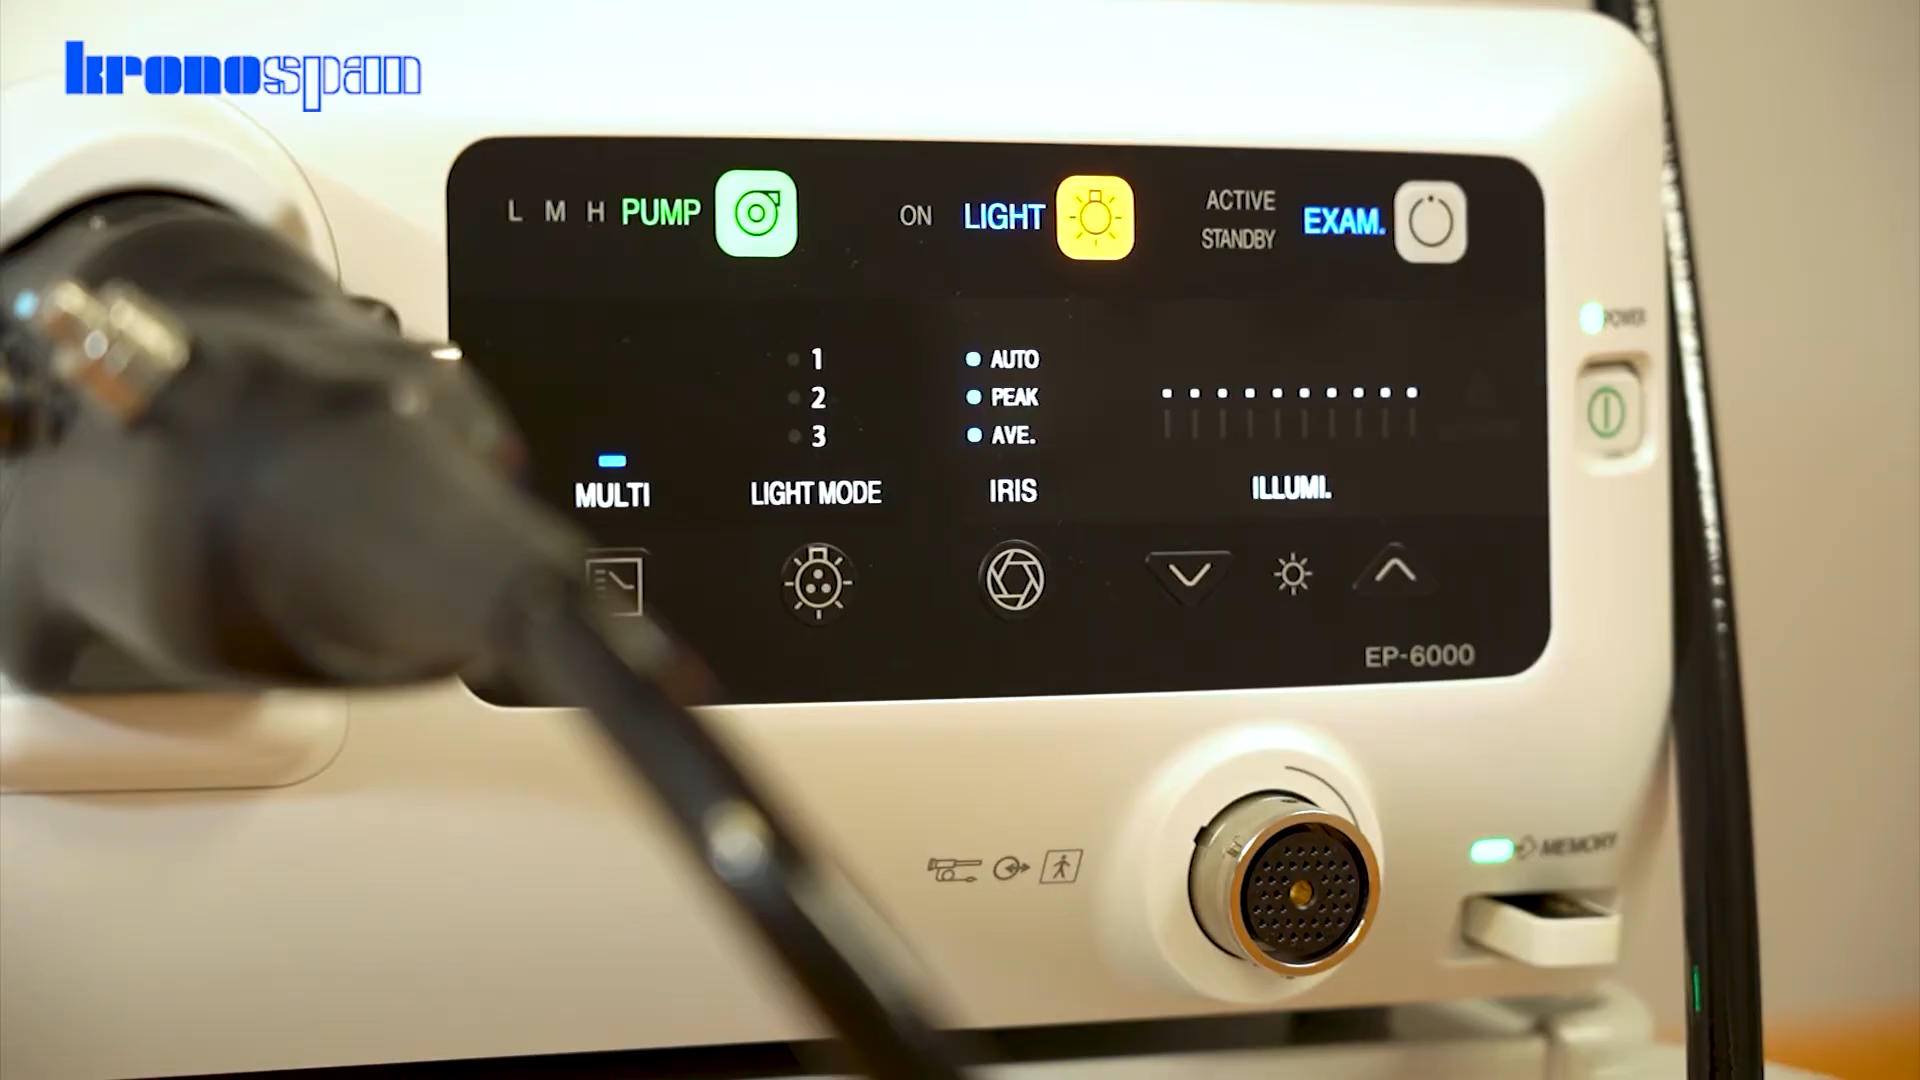 kronospan
L M H PUMP
ON LIGHT
ACTIVE
STANDBY
EXAM.
POWER
1
2
3
AUTO
PEAK
AVE.
MULTI
LIGHT MODE
IRIS
ILLUMI.
EP-6000
MEMORY